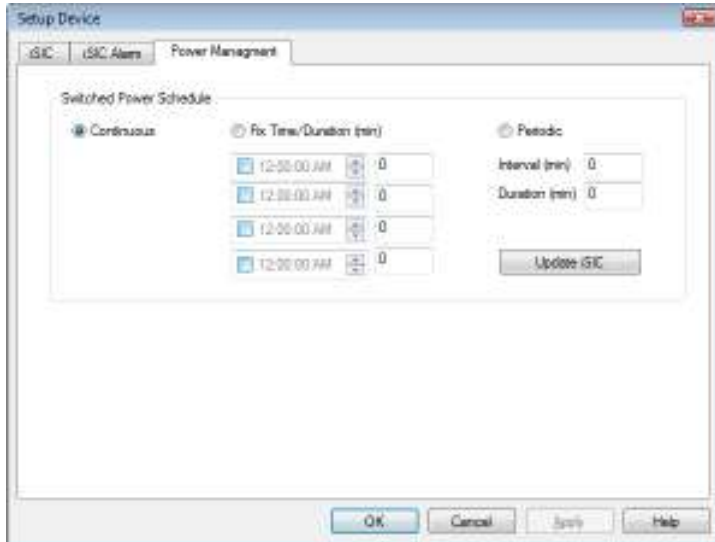 Setup Device
iSIC
iSIC Alarm
Power Managment
Switched Power Schedule
Continuous
Fix Time/Duration (min)
Periodic
12:00:00 AM 0
12:00:00 AM 0
12:00:00 AM 0
12:00:00 AM 0
Interval (min) 0
Duration (min) 0
Update iSIC
OK
Cancel
Apply
Help